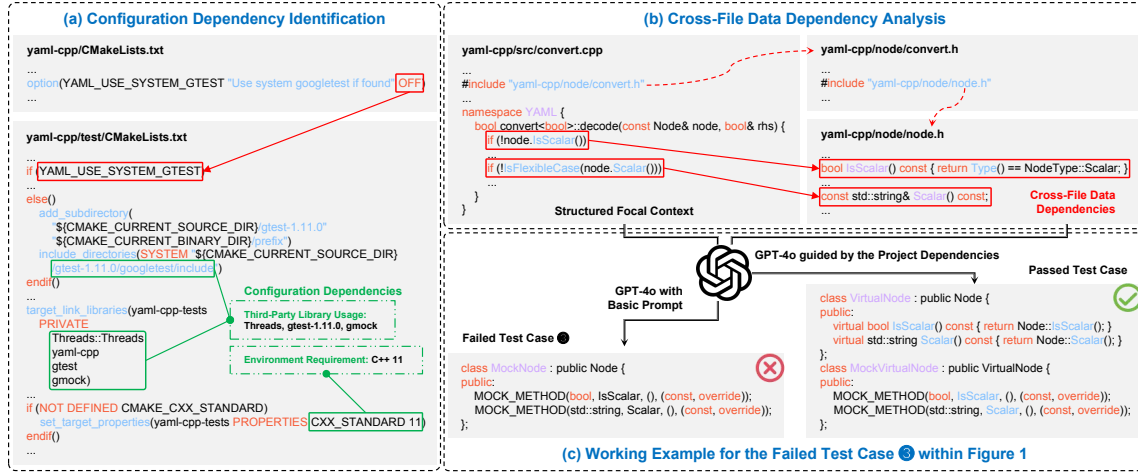 (a) Configuration Dependency Identification
yaml-cpp/CMakeLists.txt
...
option(YAML_USE_SYSTEM_GTEST "Use system googletest if found" OFF)
...
yaml-cpp/test/CMakeLists.txt
...
if (YAML_USE_SYSTEM_GTEST)
...
else()
add_subdirectory(
"${CMAKE_CURRENT_SOURCE_DIR}/gtest-1.11.0"
"${CMAKE_CURRENT_BINARY_DIR}/prefix")
include_directories(SYSTEM "${CMAKE_CURRENT_SOURCE_DIR}
/gtest-1.11.0/googletest/include")
endif()
...
target_link_libraries(yaml-cpp-tests
PRIVATE
Threads::Threads
yaml-cpp
gtest
gmock)
...
if (NOT DEFINED CMAKE_CXX_STANDARD)
set_target_properties(yaml-cpp-tests PROPERTIES CXX_STANDARD 11)
endif()
...
Configuration Dependencies
Third-Party Library Usage:
Threads, gtest-1.11.0, gmock
Environment Requirement: C++ 11
(b) Cross-File Data Dependency Analysis
yaml-cpp/src/convert.cpp
...
#include "yaml-cpp/node/convert.h"
...
namespace YAML {
bool convert<bool>::decode(const Node& node, bool& rhs) {
if (!node.IsScalar())
...
if (!IsFlexibleCase(node.Scalar()))
...
}
}
Structured Focal Context
yaml-cpp/node/convert.h
...
#include "yaml-cpp/node/node.h"
...
yaml-cpp/node/node.h
...
bool IsScalar() const { return Type() == NodeType::Scalar; }
...
const std::string& Scalar() const;
...
Cross-File Data
Dependencies
GPT-4o guided by the Project Dependencies
GPT-4o with
Basic Prompt
Failed Test Case ❸
class MockNode : public Node {
public:
MOCK_METHOD(bool, IsScalar, (), (const, override));
MOCK_METHOD(std::string, Scalar, (), (const, override));
};
Passed Test Case
class VirtualNode : public Node {
public:
virtual bool IsScalar() const { return Node::IsScalar(); }
virtual std::string Scalar() const { return Node::Scalar(); }
};
class MockVirtualNode : public VirtualNode {
public:
MOCK_METHOD(bool, IsScalar, (), (const, override));
MOCK_METHOD(std::string, Scalar, (), (const, override));
};
(c) Working Example for the Failed Test Case ❸ within Figure 1